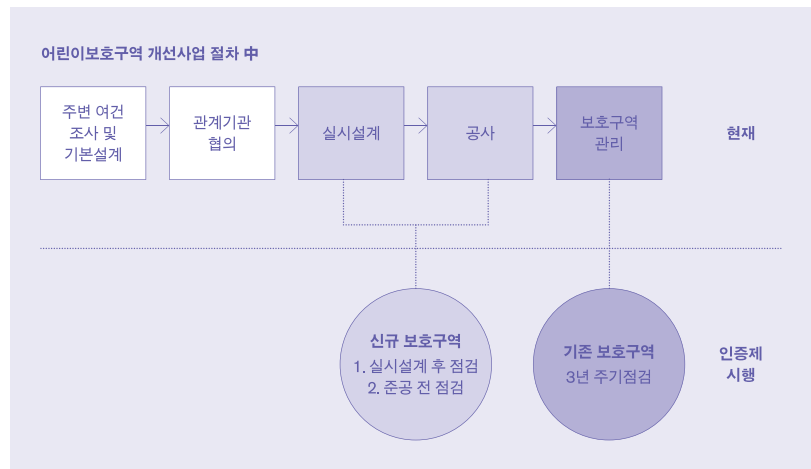 어린이보호구역 개선사업 절차 中
주변 여건
조사 및
기본설계
관계기관
협의
실시설계
공사
보호구역
관리
현재
신규 보호구역
1. 실시설계 후 점검
2. 준공 전 점검
기존 보호구역
3년 주기점검
인증제
시행